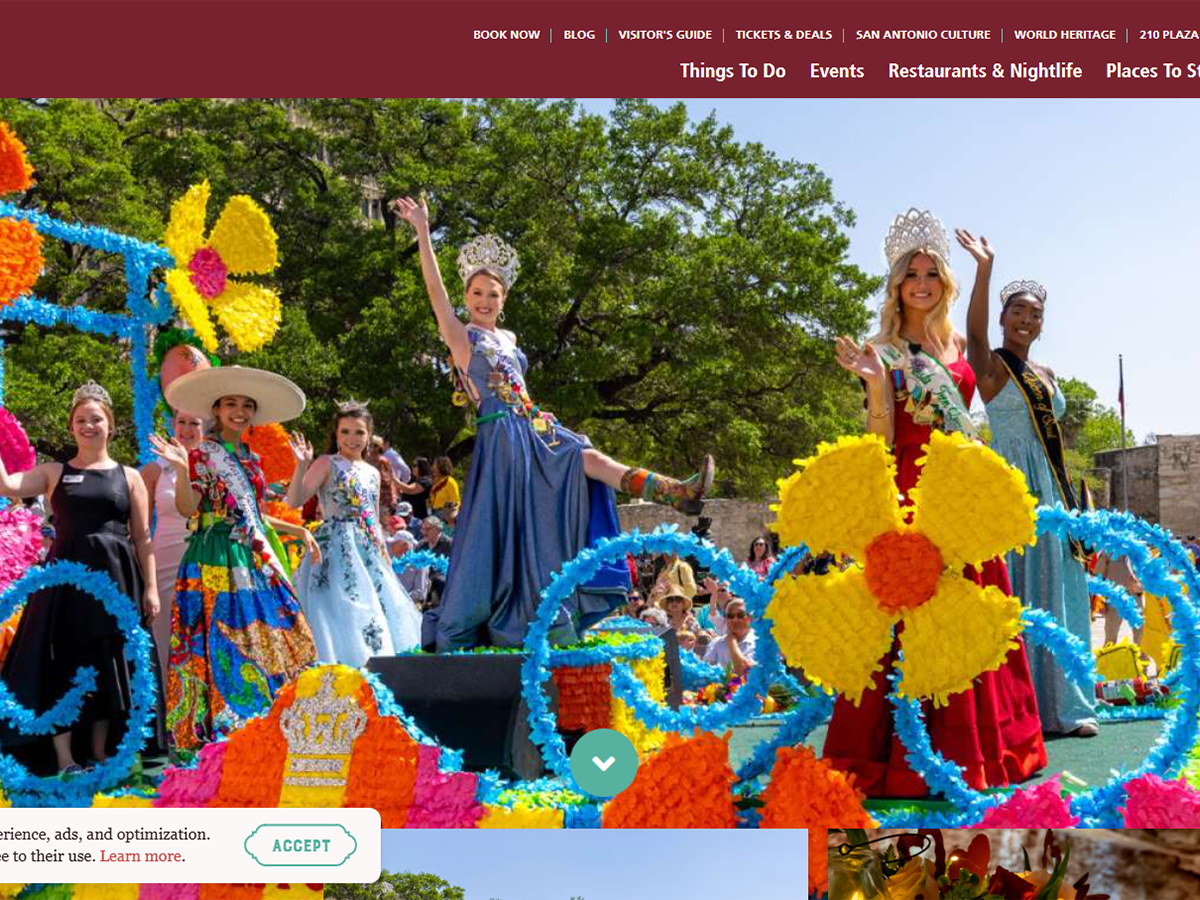 BOOK NOW BLOG VISITOR'S GUIDE TICKETS & DEALS SAN ANTONIO CULTURE WORLD HERITAGE 210 PLAZA
Things To Do Events Restaurants & Nightlife Places To St
erience, ads, and optimization.
ee to their use. Learn more.
ACCEPT